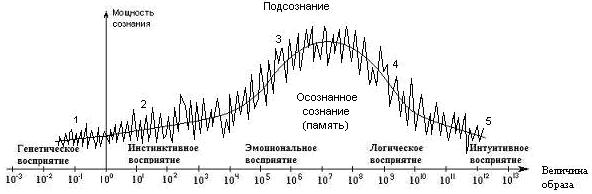 Подсознание
Мощность
сознания
3
4
Осознанное
сознание
(память)
1
2
5
Генетическое
восприятие
Инстинктивное
восприятие
Эмоциональное
восприятие
Логическое
восприятие
Интуитивное
восприятие
10⁻³ 10⁻² 10⁻¹ 10⁰ 10¹ 10² 10³ 10⁴ 10⁵ 10⁶ 10⁷ 10⁸ 10⁹ 10¹⁰ 10¹¹ 10¹² 10¹³
Величина
образа